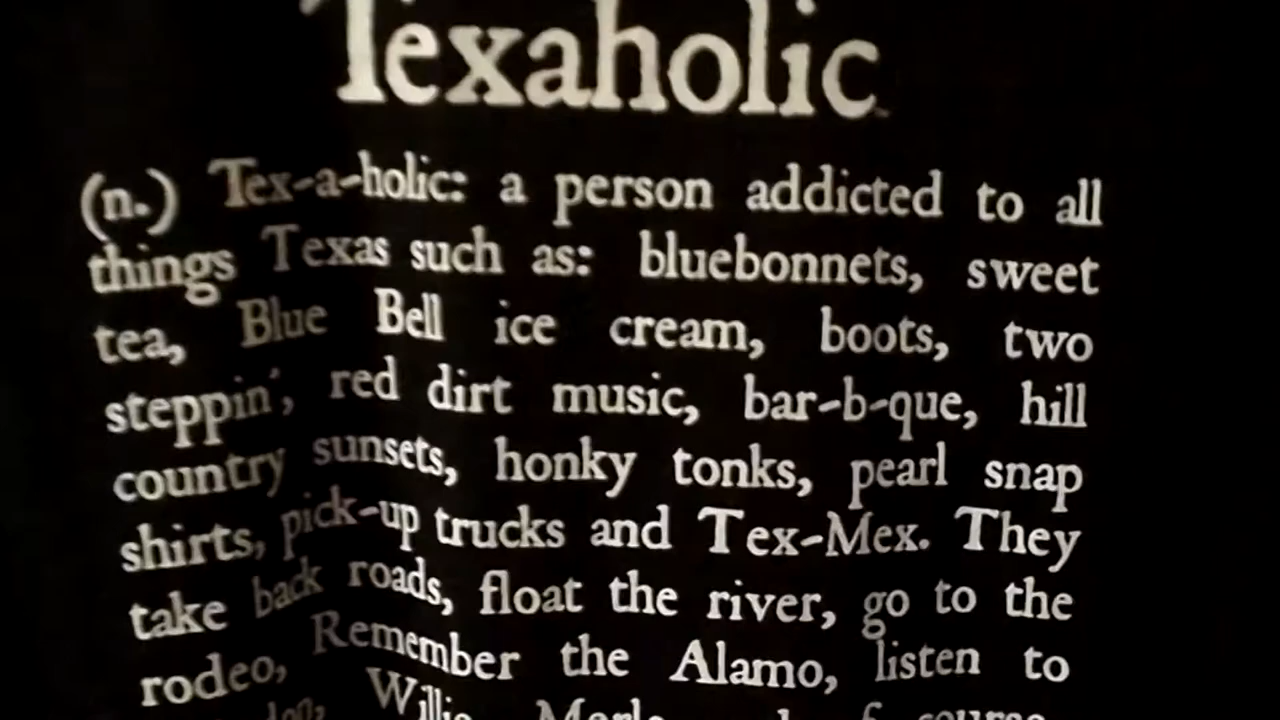 Texaholic
(n.) Tex-a-holic: a person addicted to all
things Texas such as: bluebonnets, sweet
tea, Blue Bell ice cream, boots, two
steppin', red dirt music, bar-b-que, hill
country sunsets, honky tonks, pearl snap
shirts, pick-up trucks and Tex-Mex. They
take back roads, float the river, go to the
rodeo, Remember the Alamo, listen to
Willie, Merle